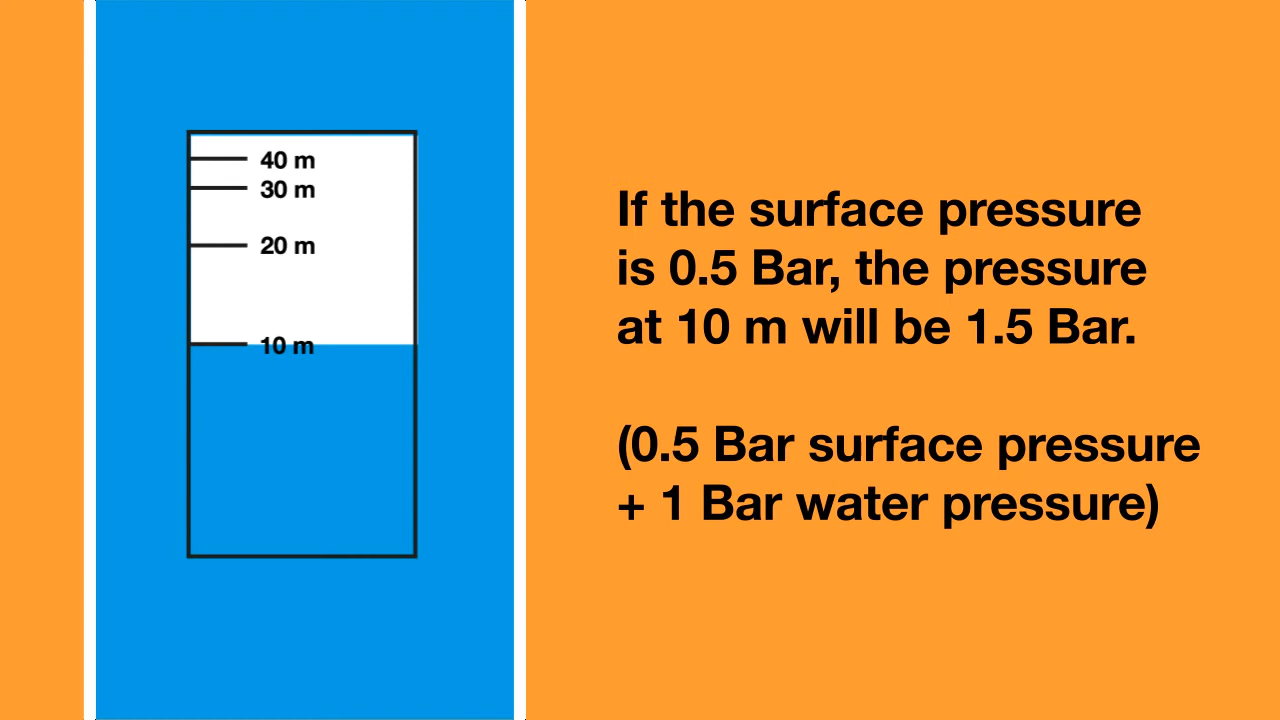 40 m
30 m
20 m
10 m
If the surface pressure
is 0.5 Bar, the pressure
at 10 m will be 1.5 Bar.
(0.5 Bar surface pressure
+ 1 Bar water pressure)